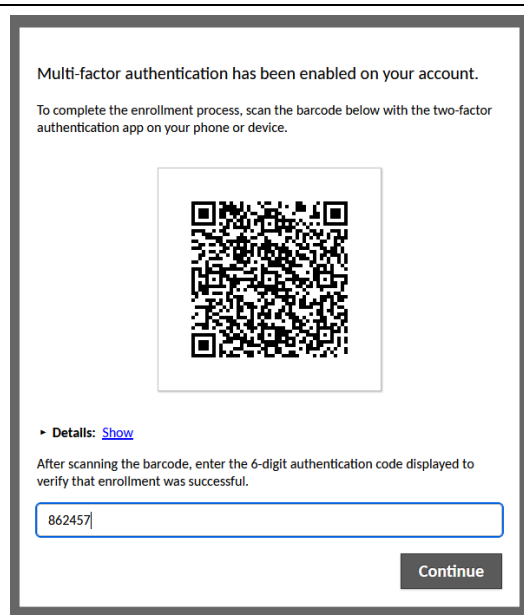 Multi-factor authentication has been enabled on your account.
To complete the enrollment process, scan the barcode below with the two-factor
authentication app on your phone or device.
▸ Details: Show
After scanning the barcode, enter the 6-digit authentication code displayed to
verify that enrollment was successful.
862457
Continue